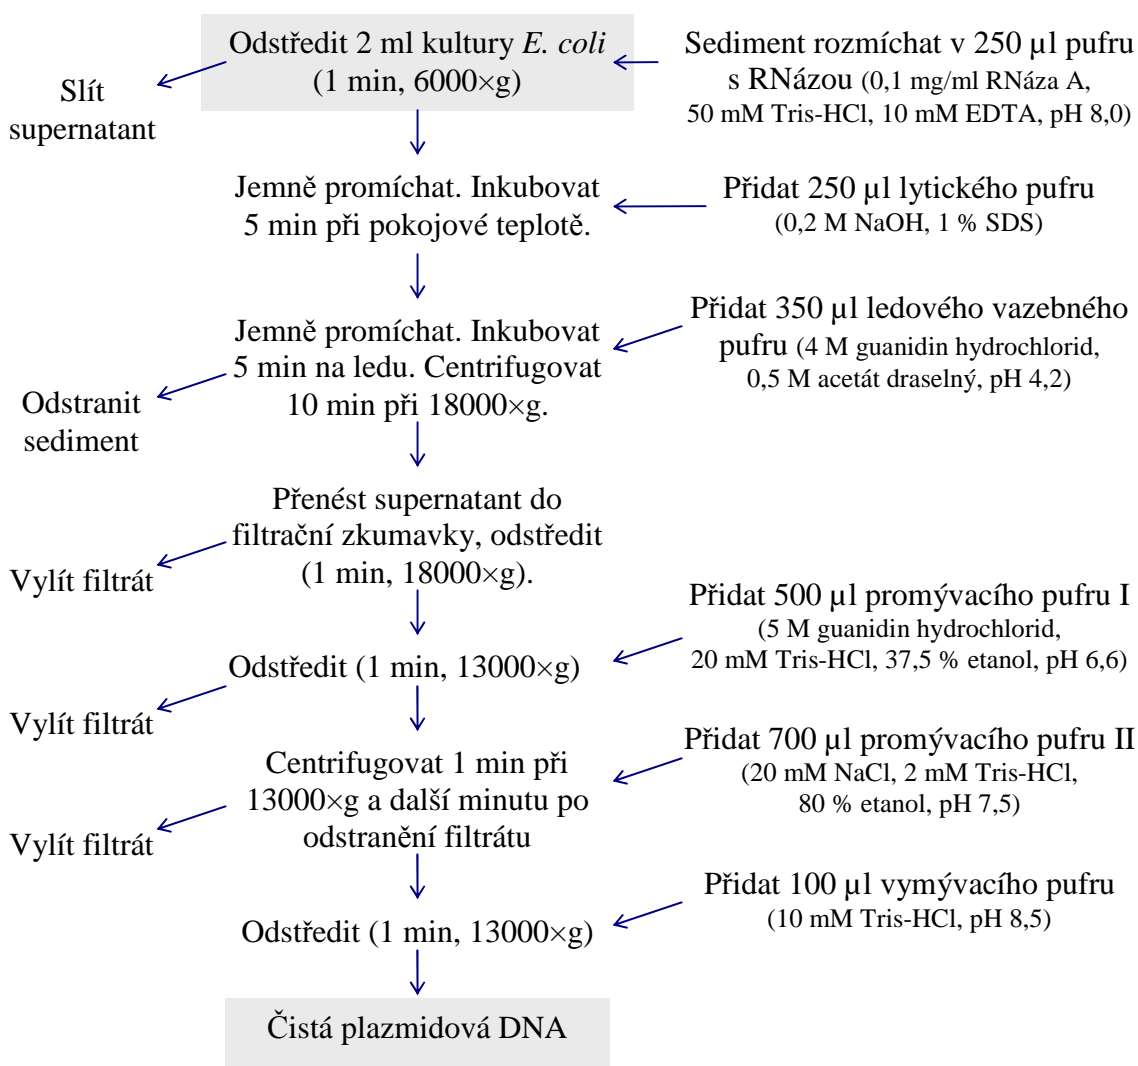 Odstředit 2 ml kultury E. coli
(1 min, 6000×g)
Sediment rozmíchat v 250 µl pufru
s RNázou (0,1 mg/ml RNáza A,
50 mM Tris-HCl, 10 mM EDTA, pH 8,0)
Slít
supernatant
Jemně promíchat. Inkubovat
5 min při pokojové teplotě.
Přidat 250 µl lytického pufru
(0,2 M NaOH, 1 % SDS)
Jemně promíchat. Inkubovat
5 min na ledu. Centrifugovat
10 min při 18000×g.
Přidat 350 µl ledového vazebného
pufru (4 M guanidin hydrochlorid,
0,5 M acetát draselný, pH 4,2)
Odstranit
sediment
Přenést supernatant do
filtrační zkumavky, odstředit
(1 min, 18000×g).
Vylít filtrát
Přidat 500 µl promývacího pufru I
(5 M guanidin hydrochlorid,
20 mM Tris-HCl, 37,5 % etanol, pH 6,6)
Odstředit (1 min, 13000×g)
Vylít filtrát
Přidat 700 µl promývacího pufru II
(20 mM NaCl, 2 mM Tris-HCl,
80 % etanol, pH 7,5)
Centrifugovat 1 min při
13000×g a další minutu po
odstranění filtrátu
Vylít filtrát
Přidat 100 µl vymývacího pufru
(10 mM Tris-HCl, pH 8,5)
Odstředit (1 min, 13000×g)
Čistá plazmidová DNA